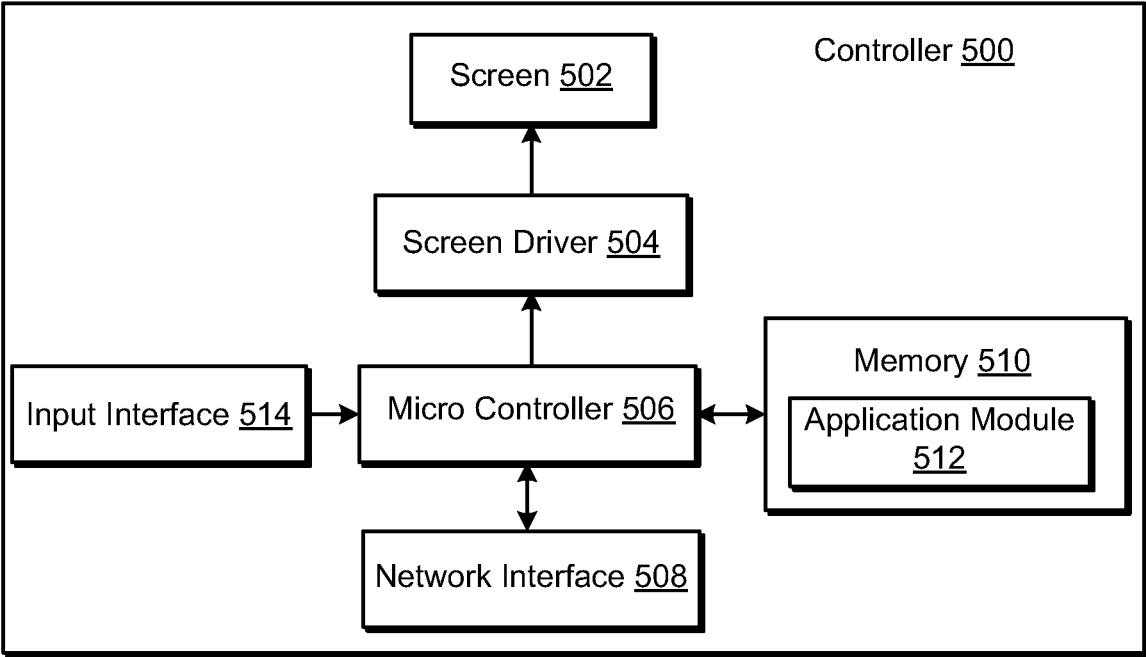 Controller 500
Screen 502
Screen Driver 504
Memory 510
Input Interface 514
Micro Controller 506
Application Module
512
Network Interface 508